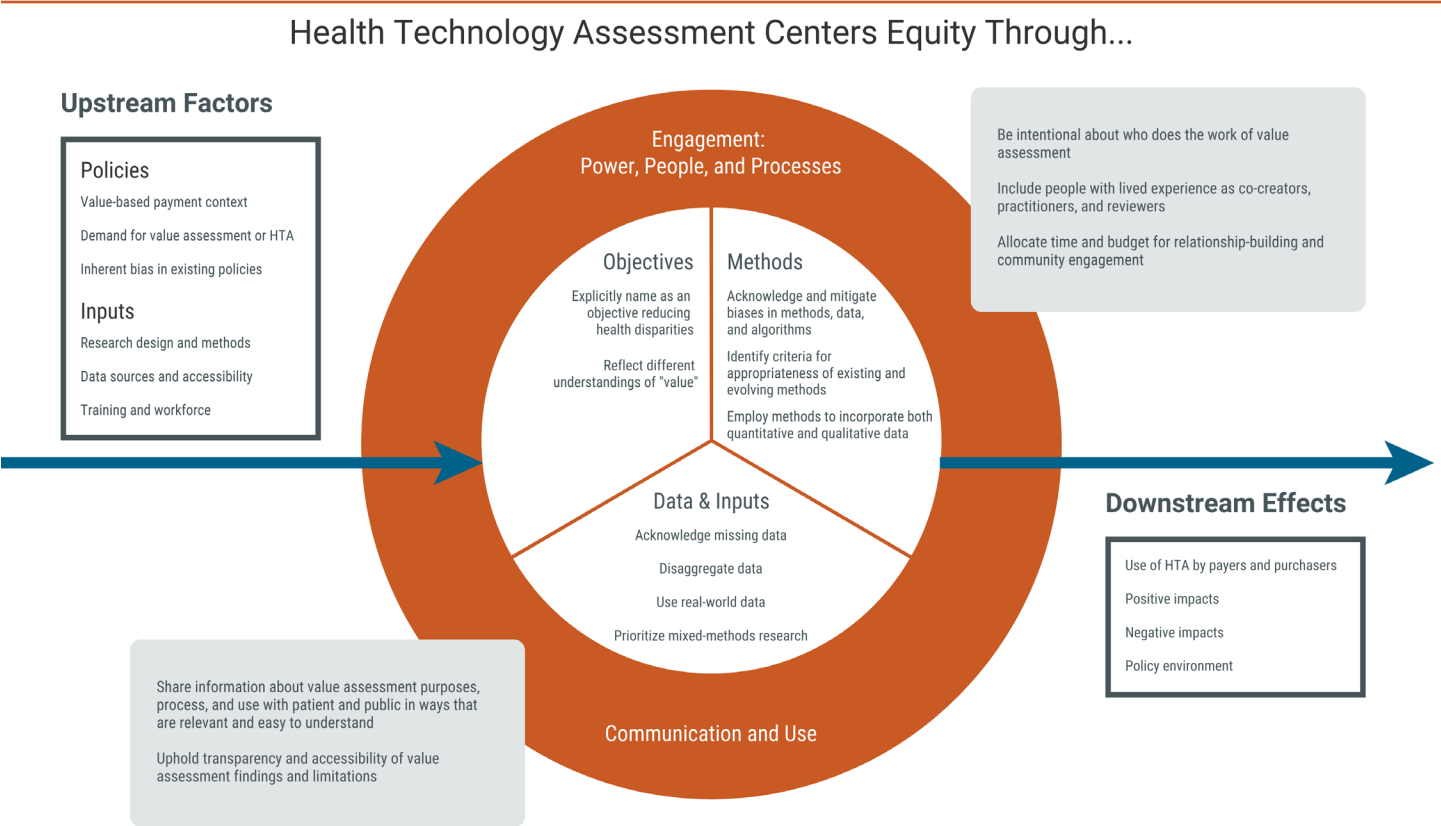 Health Technology Assessment Centers Equity Through...
Upstream Factors
Policies
Value-based payment context
Demand for value assessment or HTA
Inherent bias in existing policies
Inputs
Research design and methods
Data sources and accessibility
Training and workforce
Engagement:
Power, People, and Processes
Be intentional about who does the work of value
assessment
Include people with lived experience as co-creators,
practitioners, and reviewers
Allocate time and budget for relationship-building and
community engagement
Objectives
Explicitly name as an
objective reducing
health disparities
Reflect different
understandings of "value"
Methods
Acknowledge and mitigate
biases in methods, data,
and algorithms
Identify criteria for
appropriateness of existing and
evolving methods
Employ methods to incorporate both
quantitative and qualitative data
Data & Inputs
Acknowledge missing data
Disaggregate data
Use real-world data
Prioritize mixed-methods research
Downstream Effects
Use of HTA by payers and purchasers
Positive impacts
Negative impacts
Policy environment
Share information about value assessment purposes,
process, and use with patient and public in ways that
are relevant and easy to understand
Uphold transparency and accessibility of value
assessment findings and limitations
Communication and Use